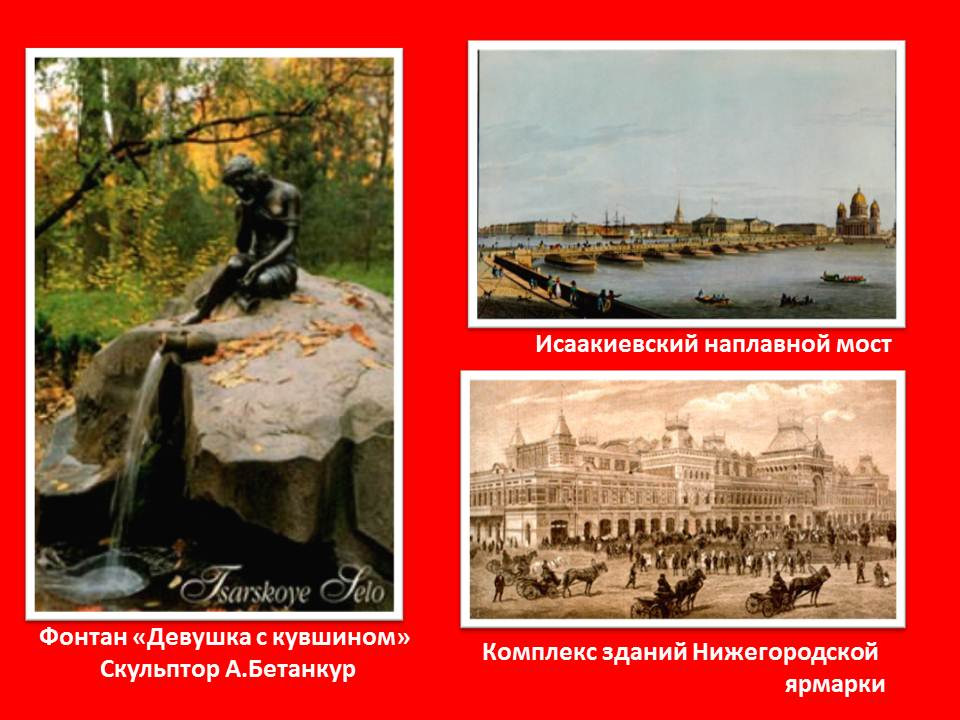 Tsarskoye Selo
Фонтан «Девушка с кувшином»
Скульптор А.Бетанкур
Исаакиевский наплавной мост
Комплекс зданий Нижегородской
ярмарки